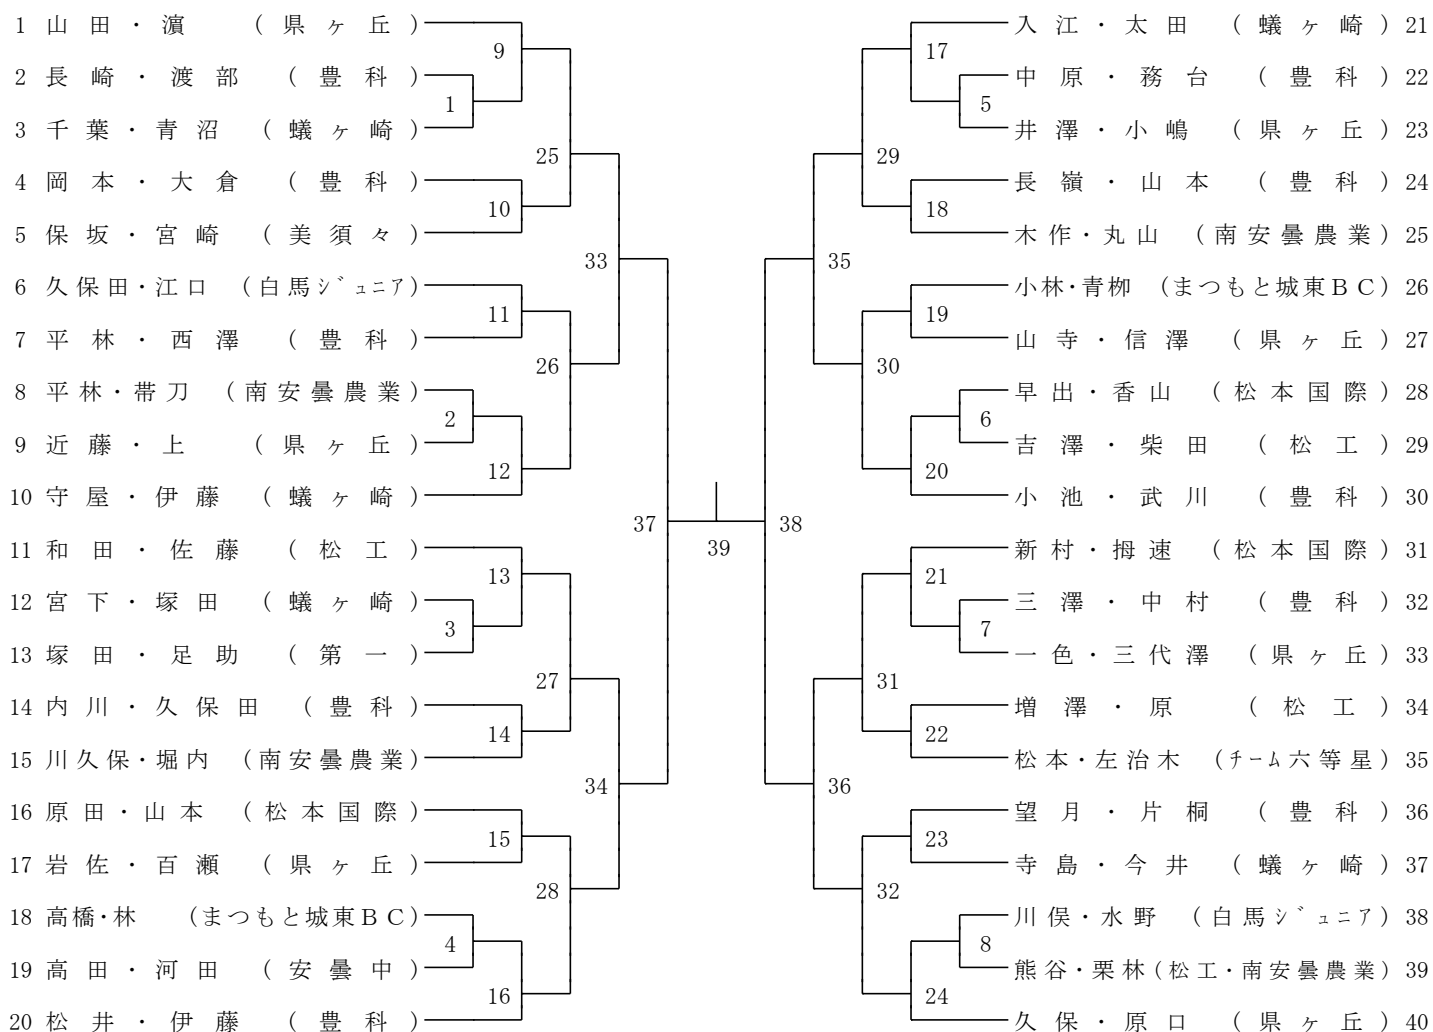 1 山田・濵 (県ヶ丘)
2 長崎・渡部 (豊科)
3 千葉・青沼 (蟻ヶ崎)
4 岡本・大倉 (豊科)
5 保坂・宮崎 (美須々)
6 久保田・江口 (白馬ｼﾞｭﾆｱ)
7 平林・西澤 (豊科)
8 平林・帯刀 (南安曇農業)
9 近藤・上 (県ヶ丘)
10 守屋・伊藤 (蟻ヶ崎)
11 和田・佐藤 (松工)
12 宮下・塚田 (蟻ヶ崎)
13 塚田・足助 (第一)
14 内川・久保田 (豊科)
15 川久保・堀内 (南安曇農業)
16 原田・山本 (松本国際)
17 岩佐・百瀬 (県ヶ丘)
18 高橋・林 (まつもと城東ＢＣ)
19 高田・河田 (安曇中)
20 松井・伊藤 (豊科)
9
1
25
10
33
11
26
2
12
37
13
3
27
14
34
15
28
4
16
39
38
17
5
29
18
35
19
30
6
20
21
7
31
22
36
23
32
8
24
入江・太田 (蟻ヶ崎) 21
中原・務台 (豊科) 22
井澤・小嶋 (県ヶ丘) 23
長嶺・山本 (豊科) 24
木作・丸山 (南安曇農業) 25
小林・青栁 (まつもと城東ＢＣ) 26
山寺・信澤 (県ヶ丘) 27
早出・香山 (松本国際) 28
吉澤・柴田 (松工) 29
小池・武川 (豊科) 30
新村・拇速 (松本国際) 31
三澤・中村 (豊科) 32
一色・三代澤 (県ヶ丘) 33
増澤・原 (松工) 34
松本・左治木 (ﾁｰﾑ六等星) 35
望月・片桐 (豊科) 36
寺島・今井 (蟻ヶ崎) 37
川俣・水野 (白馬ｼﾞｭﾆｱ) 38
熊谷・栗林(松工・南安曇農業) 39
久保・原口 (県ヶ丘) 40